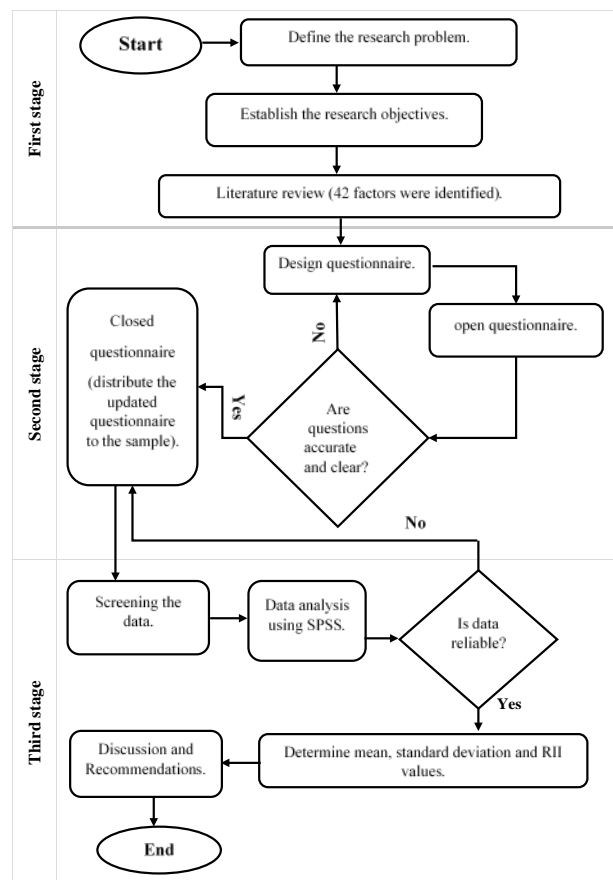 First stage
Start
Define the research problem.
Establish the research objectives.
Literature review (42 factors were identified).
Second stage
Design questionnaire.
open questionnaire.
Are
questions
accurate
and clear?
No
Yes
Closed
questionnaire
(distribute the
updated
questionnaire
to the sample).
No
Third stage
Screening the
data.
Data analysis
using SPSS.
Is data
reliable?
Yes
Determine mean, standard deviation and RII
values.
Discussion and
Recommendations.
End